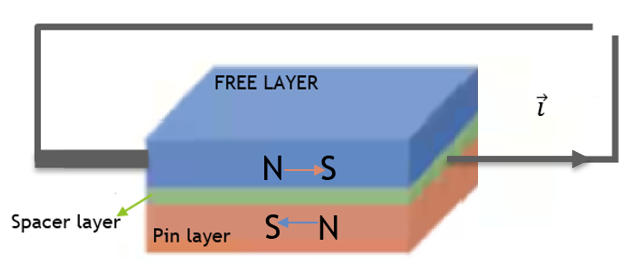 FREE LAYER
i⃗
N S
Spacer layer
S N
Pin layer